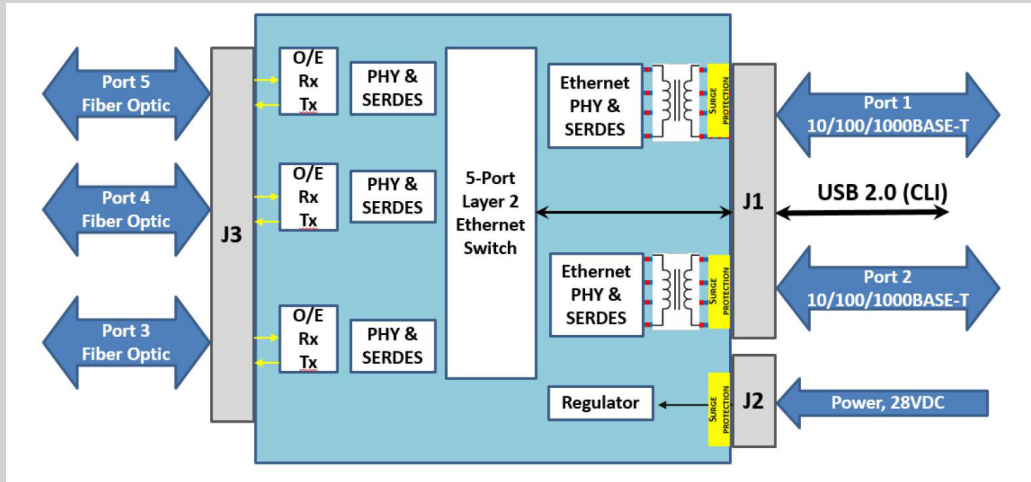 Port 5
Fiber Optic
Port 4
Fiber Optic
Port 3
Fiber Optic
J3
O/E
Rx
Tx
PHY &
SERDES
O/E
Rx
Tx
PHY &
SERDES
O/E
Rx
Tx
PHY &
SERDES
5-Port
Layer 2
Ethernet
Switch
Ethernet
PHY &
SERDES
SURGE
PROTECTION
Ethernet
PHY &
SERDES
SURGE
PROTECTION
Regulator
SURGE
PROTECTION
J1
J2
Port 1
10/100/1000BASE-T
USB 2.0 (CLI)
Port 2
10/100/1000BASE-T
Power, 28VDC